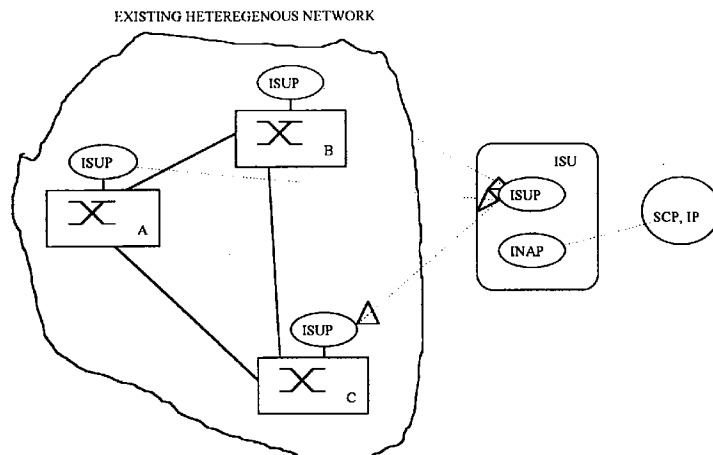 EXISTING HETEREGENOUS NETWORK
ISUP
B
ISUP
A
ISU
ISUP
SCP, IP
INAP
ISUP
C